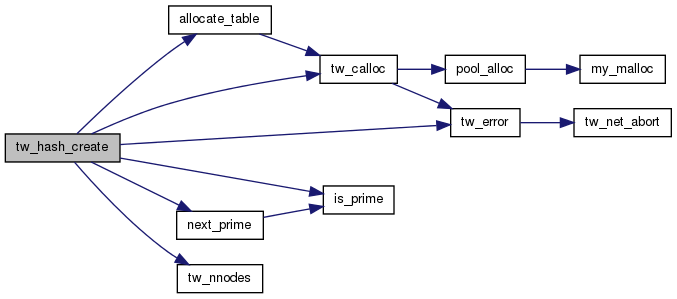 allocate_table
tw_calloc
pool_alloc
my_malloc
tw_error
tw_net_abort
tw_hash_create
is_prime
next_prime
tw_nnodes